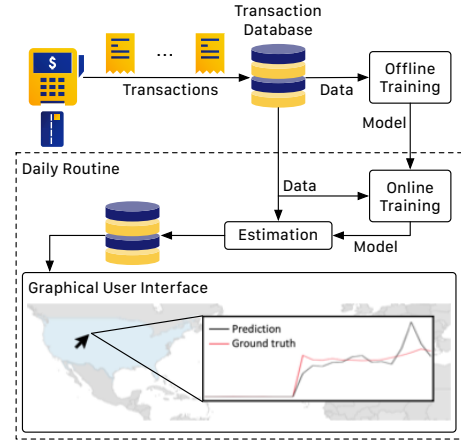 Transaction
Database
$
...
Transactions
Data
Offline
Training
Model
Daily Routine
Data
Online
Training
Estimation
Model
Graphical User Interface
Prediction
Ground truth